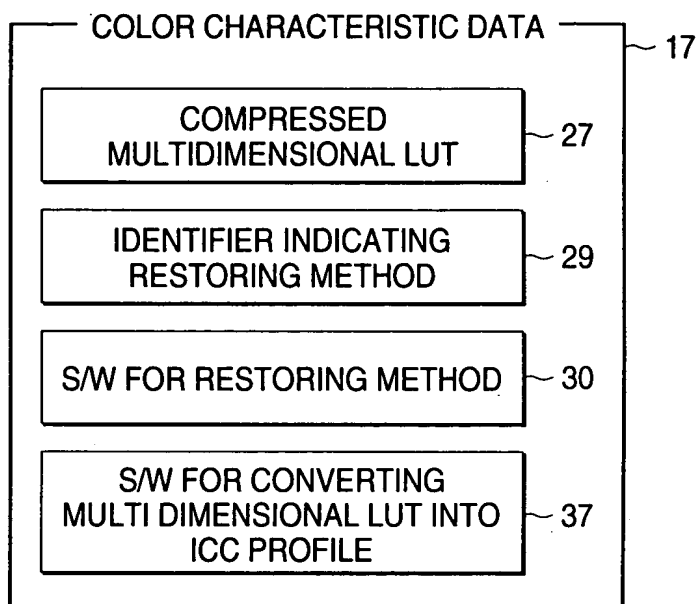 COLOR CHARACTERISTIC DATA
17
COMPRESSED
MULTIDIMENSIONAL LUT
27
IDENTIFIER INDICATING
RESTORING METHOD
29
S/W FOR RESTORING METHOD
30
S/W FOR CONVERTING
MULTI DIMENSIONAL LUT INTO
ICC PROFILE
37